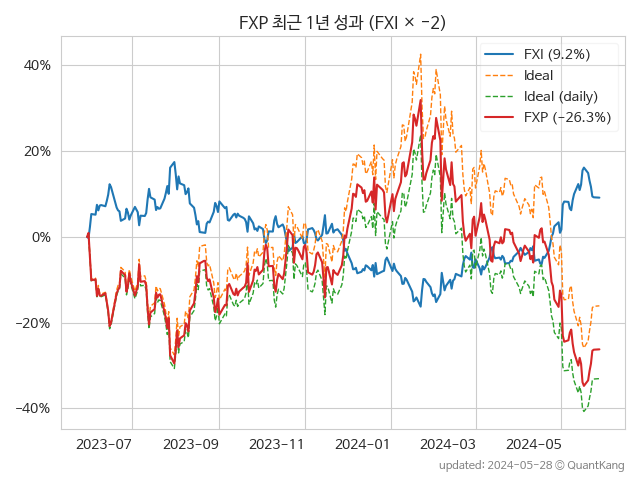 FXP 최근 1년 성과 (FXI × −2)
FXI (9.2%)
Ideal
Ideal (daily)
FXP (−26.3%)
40%
20%
0%
−20%
−40%
2023−07 2023−09 2023−11 2024−01 2024−03 2024−05
updated: 2024-05-28 © QuantKang